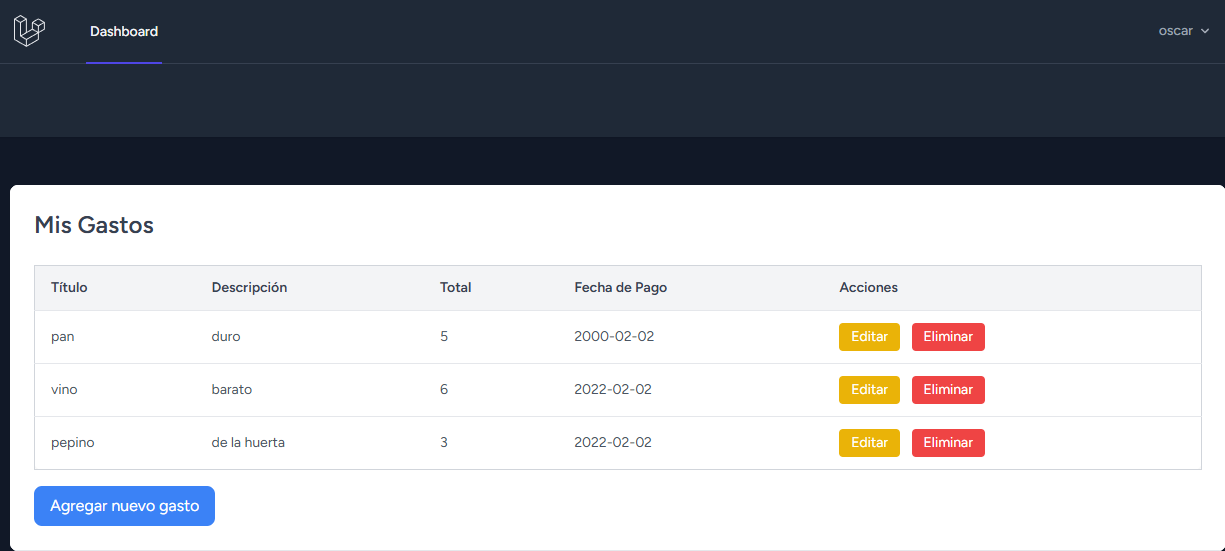 Dashboard oscar
Mis Gastos
Título Descripción Total Fecha de Pago Acciones
pan duro 5 2000-02-02 Editar Eliminar
vino barato 6 2022-02-02 Editar Eliminar
pepino de la huerta 3 2022-02-02 Editar Eliminar
Agregar nuevo gasto